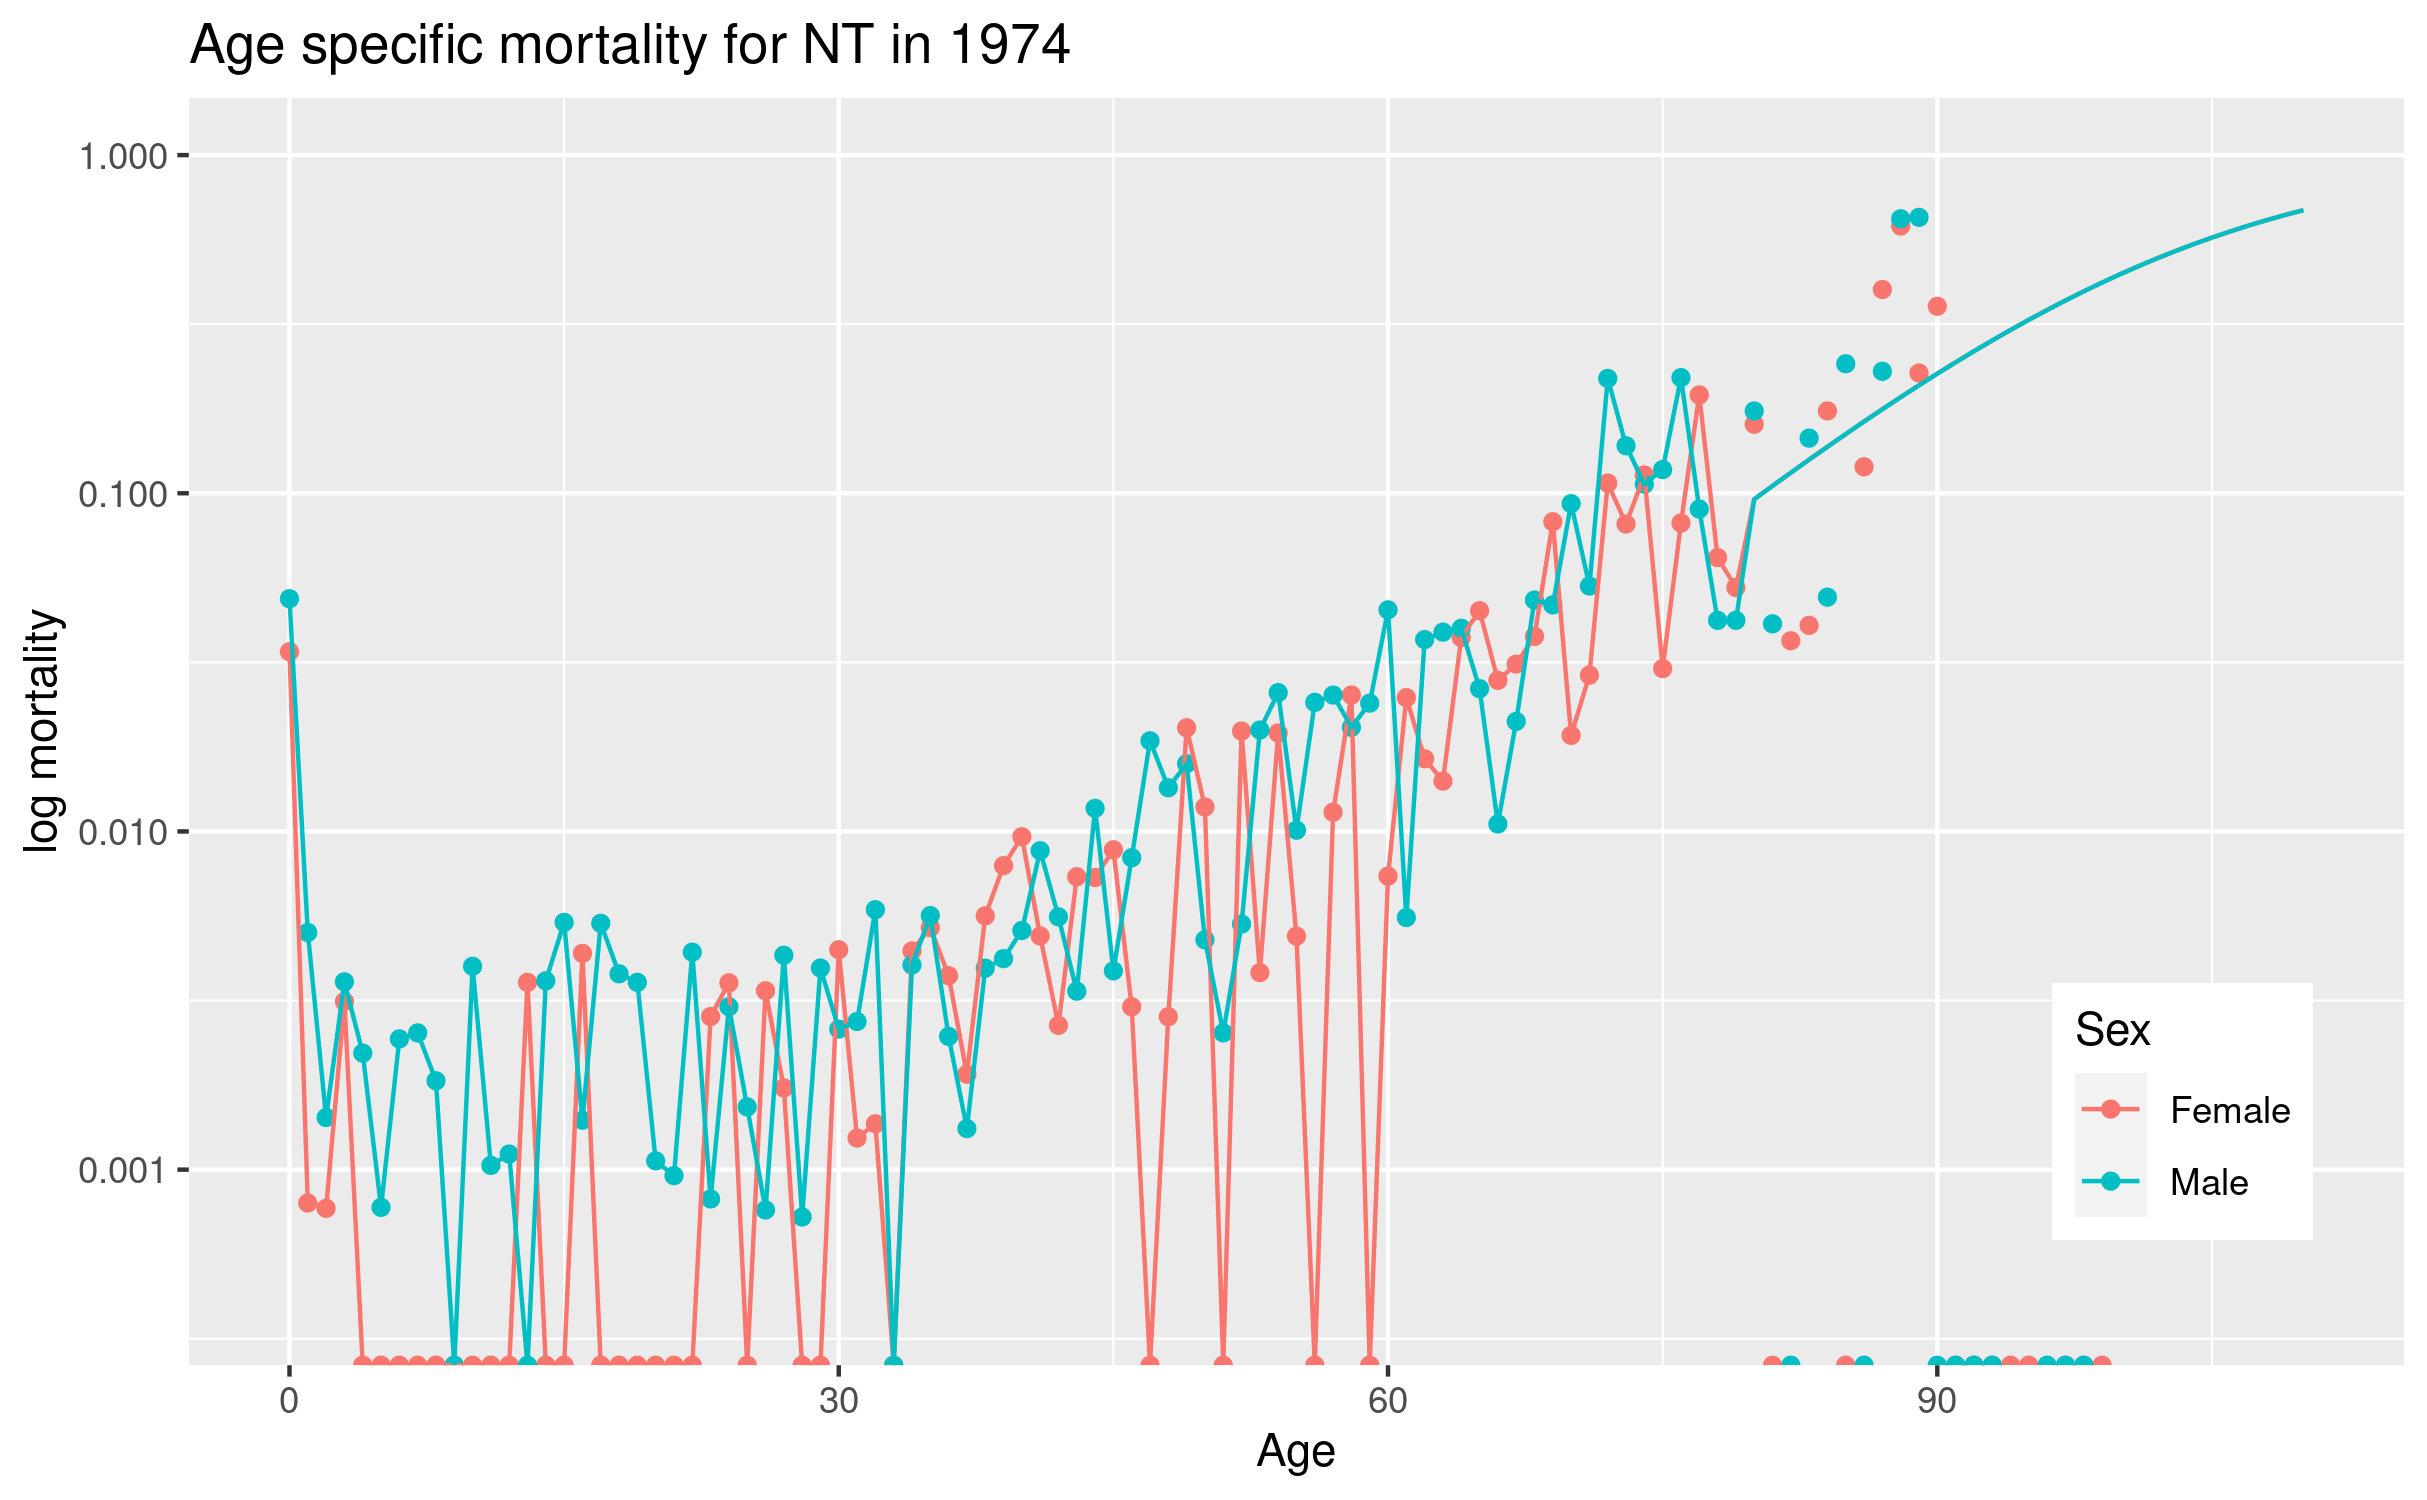 Age specific mortality for NT in 1974
1.000
0.100
0.010
0.001
log mortality
0 30 60 90
Age
Sex
Female
Male